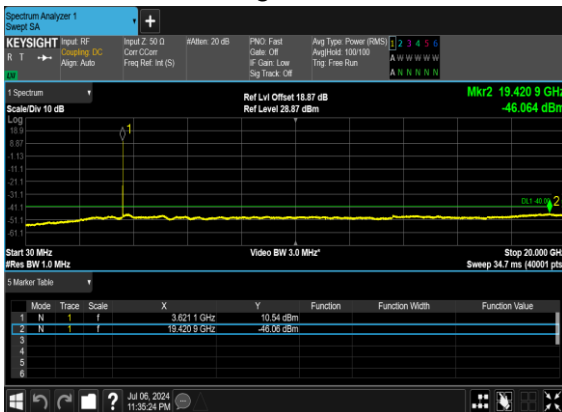 Spectrum Analyzer 1
Swept SA
+
KEYSIGHT Input: RF Input Z: 50 Ω #Atten: 20 dB PNO: Fast Avg Type: Power (RMS) 1 2 3 4 5 6
R T Coupling: DC Corr CCorr Gate: Off Avg|Hold: 100/100 A W W W W W
Align: Auto Freq Ref: Int (S) IF Gain: Low Trig: Free Run
LXI Sig Track: Off A N N N N N
1 Spectrum
Ref Lvl Offset 18.87 dB Mkr2 19.420 9 GHz
Scale/Div 10 dB Ref Level 28.87 dBm -46.064 dBm
Log
18.9 1
8.87
-1.13
-11.1
-21.1
-31.1 DL1 -40.00
-41.1 2
-51.1
-61.1
Start 30 MHz Video BW 3.0 MHz* Stop 20.000 GHz
#Res BW 1.0 MHz Sweep 34.7 ms (40001 pts)
5 Marker Table
Mode Trace Scale X Y Function Function Width Function Value
1 N 1 f 3.621 1 GHz 10.54 dBm
2 N 1 f 19.420 9 GHz -46.06 dBm
3
4
5
6
? Jul 06, 2024
11:35:24 PM